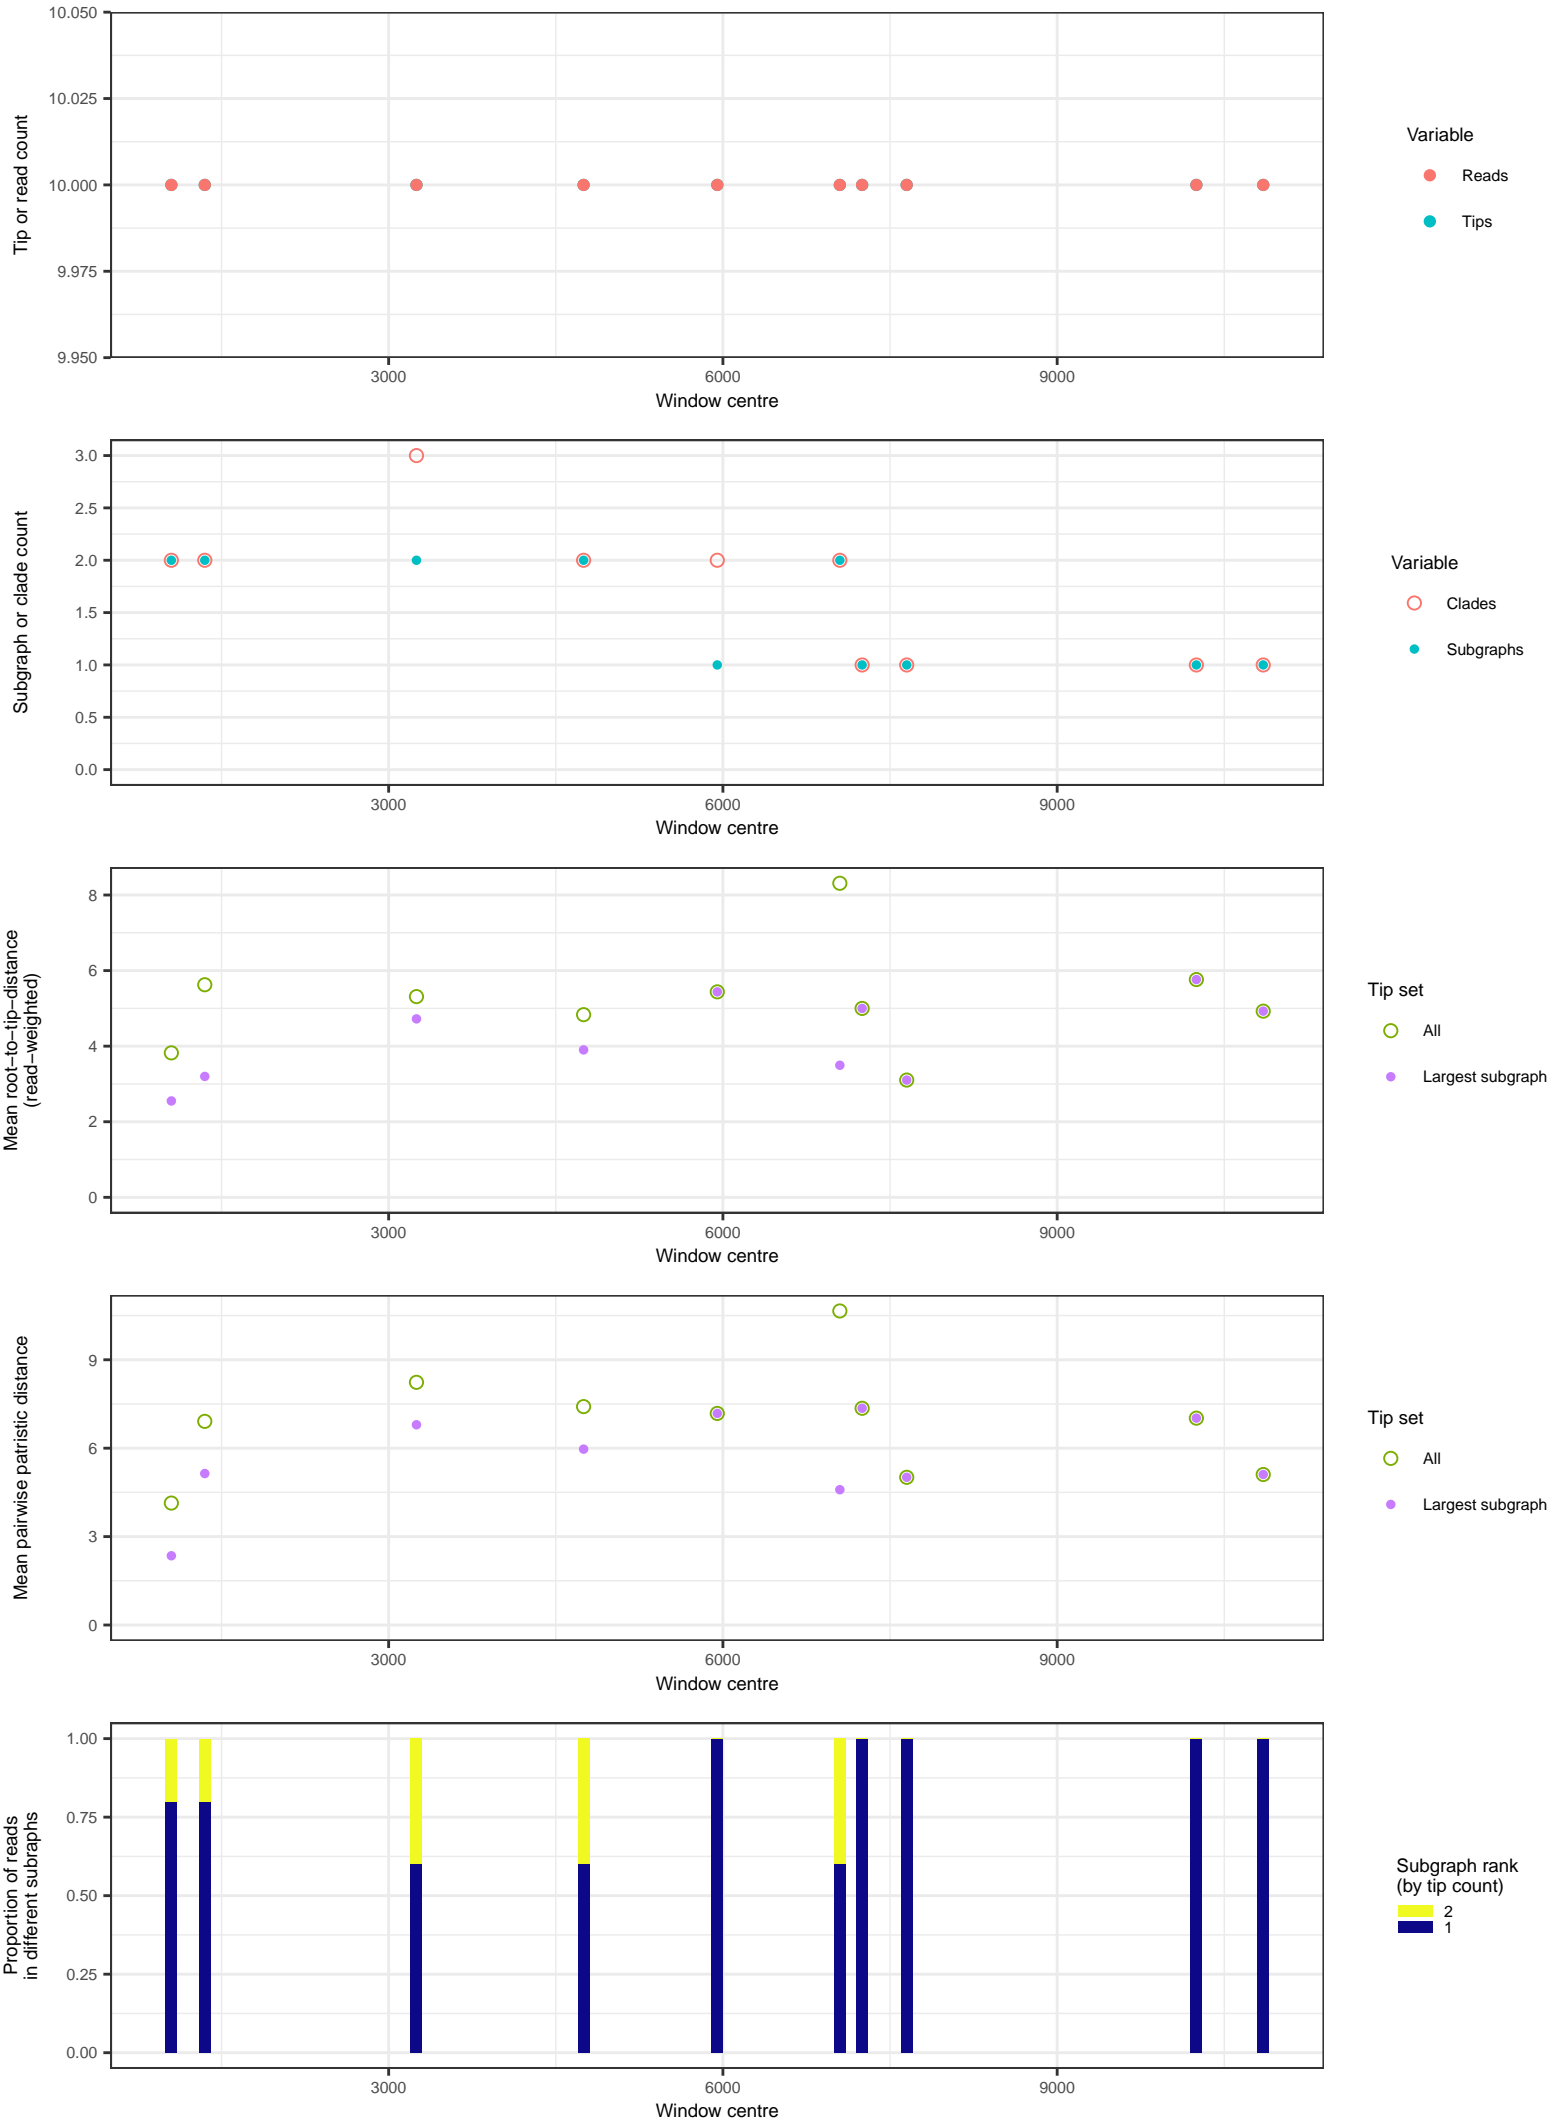 10.050
10.025
10.000
9.975
9.950
Tip or read count
3000 6000 9000
Window centre
Variable
Reads
Tips
3.0
2.5
2.0
1.5
1.0
0.5
0.0
Subgraph or clade count
3000 6000 9000
Window centre
Variable
Clades
Subgraphs
8
6
4
2
0
Mean root−to−tip−distance
(read−weighted)
3000 6000 9000
Window centre
Tip set
All
Largest subgraph
9
6
3
0
Mean pairwise patristic distance
3000 6000 9000
Window centre
Tip set
All
Largest subgraph
1.00
0.75
0.50
0.25
0.00
Proportion of reads
in different subraphs
3000 6000 9000
Window centre
Subgraph rank
(by tip count)
2
1